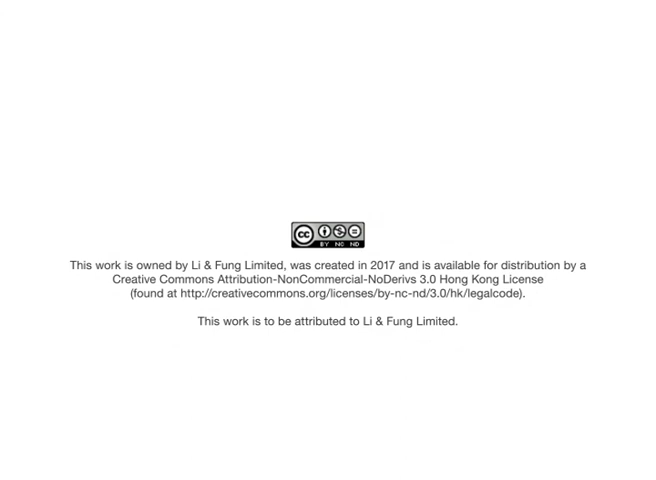 cc
BY NC ND
This work is owned by Li & Fung Limited, was created in 2017 and is available for distribution by a
Creative Commons Attribution-NonCommercial-NoDerivs 3.0 Hong Kong License
(found at http://creativecommons.org/licenses/by-nc-nd/3.0/hk/legalcode).
This work is to be attributed to Li & Fung Limited.